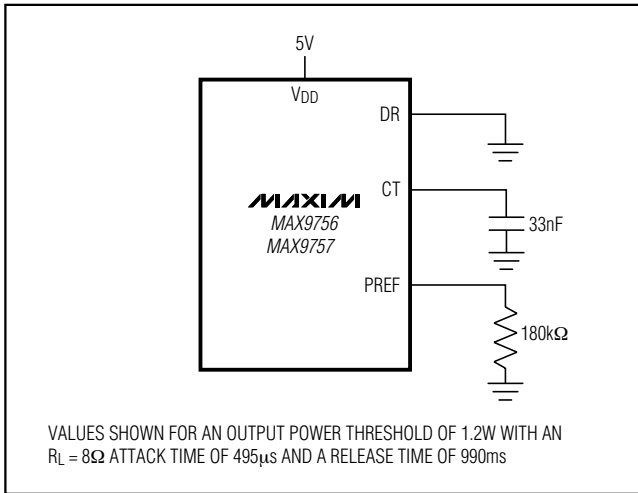 5V
VDD
DR
CT
MAXIM
MAX9756
33nF
MAX9757
PREF
180kΩ
VALUES SHOWN FOR AN OUTPUT POWER THRESHOLD OF 1.2W WITH AN
RL = 8Ω ATTACK TIME OF 495μs AND A RELEASE TIME OF 990ms